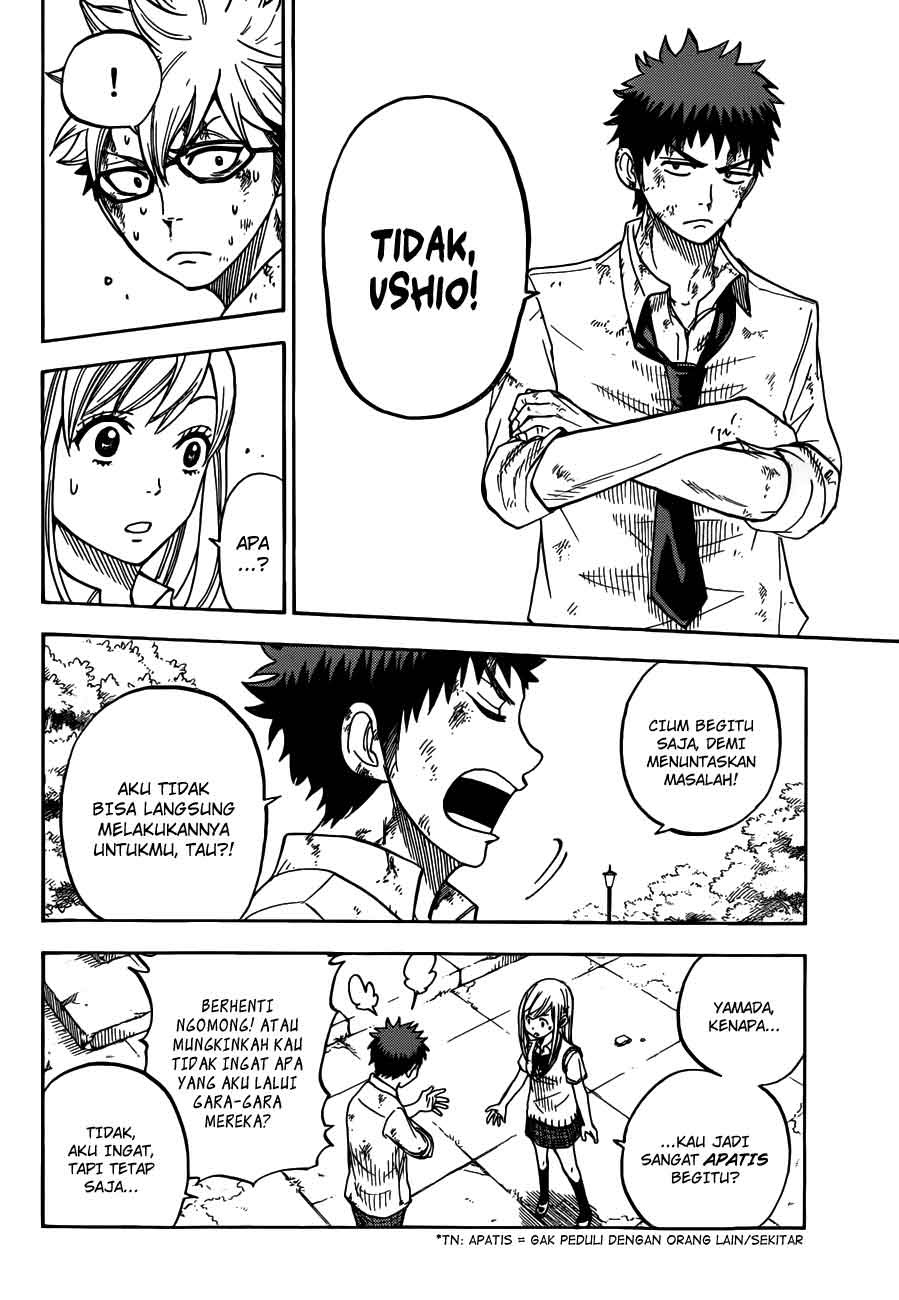 TIDAK,
USHIO!
!
APA
...?
CIUM BEGITU
SAJA, DEMI
MENUNTASKAN
MASALAH!
AKU TIDAK
BISA LANGSUNG
MELAKUKANNYA
UNTUKMU, TAU?!
YAMADA,
KENAPA...
...KAU JADI
SANGAT APATIS
BEGITU?
BERHENTI
NGOMONG! ATAU
MUNGKINKAH KAU
TIDAK INGAT APA
YANG AKU LALUI
GARA-GARA
MEREKA?
TIDAK,
AKU INGAT,
TAPI TETAP
SAJA...
*TN: APATIS = GAK PEDULI DENGAN ORANG LAIN/SEKITAR